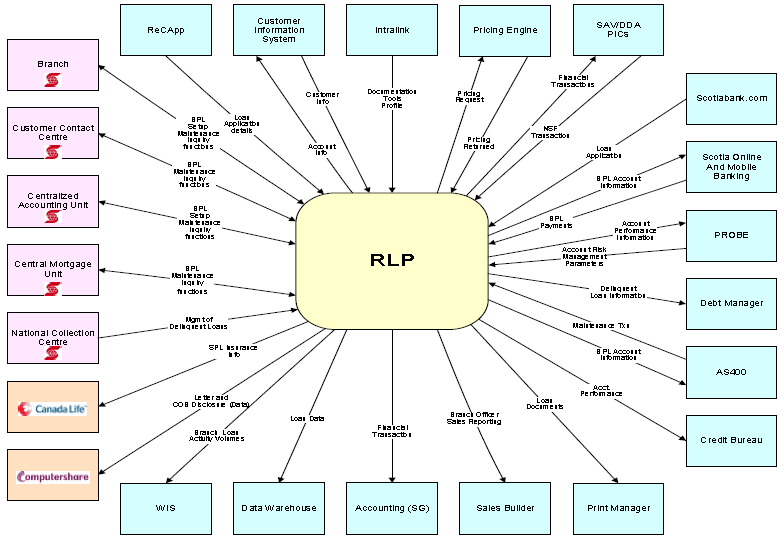 ReCApp
Customer
Information
System
Intralink
Pricing Engine
SAV/DDA
PICs
Branch
Customer Contact
Centre
Centralized
Accounting Unit
Central Mortgage
Unit
National Collection
Centre
Canada Life
Computershare
Scotiabank.com
Scotia Online
And Mobile
Banking
PROBE
Debt Manager
AS400
Credit Bureau
WIS
Data Warehouse
Accounting (SG)
Sales Builder
Print Manager
RLP
BPL
Setup
Maintenance
Inquiry
functions
Loan
Application
details
Customer
Info
Account
Info
Documentation
Tools
Profile
Pricing
Request
Pricing
Returned
Financial
Transactions
NSF
Transaction
Loan
Application
BPL Account
Information
BPL
Payments
Account
Performance
Information
Account Risk
Management
Parameters
Delinquent
Loan Information
Maintenance Txn
BPL Account
Information
Acct.
Performance
BPL
Maintenance
Inquiry
functions
BPL
Setup
Maintenance
Inquiry
functions
BPL
Maintenance
Inquiry
functions
Mgmt of
Delinquent Loans
SPL Insurance
Info
Letter and
COB Disclosure (Data)
Branch Loan
Activity Volumes
Loan Data
Financial
Transaction
Branch Officer
Sales Reporting
Loan
Documents